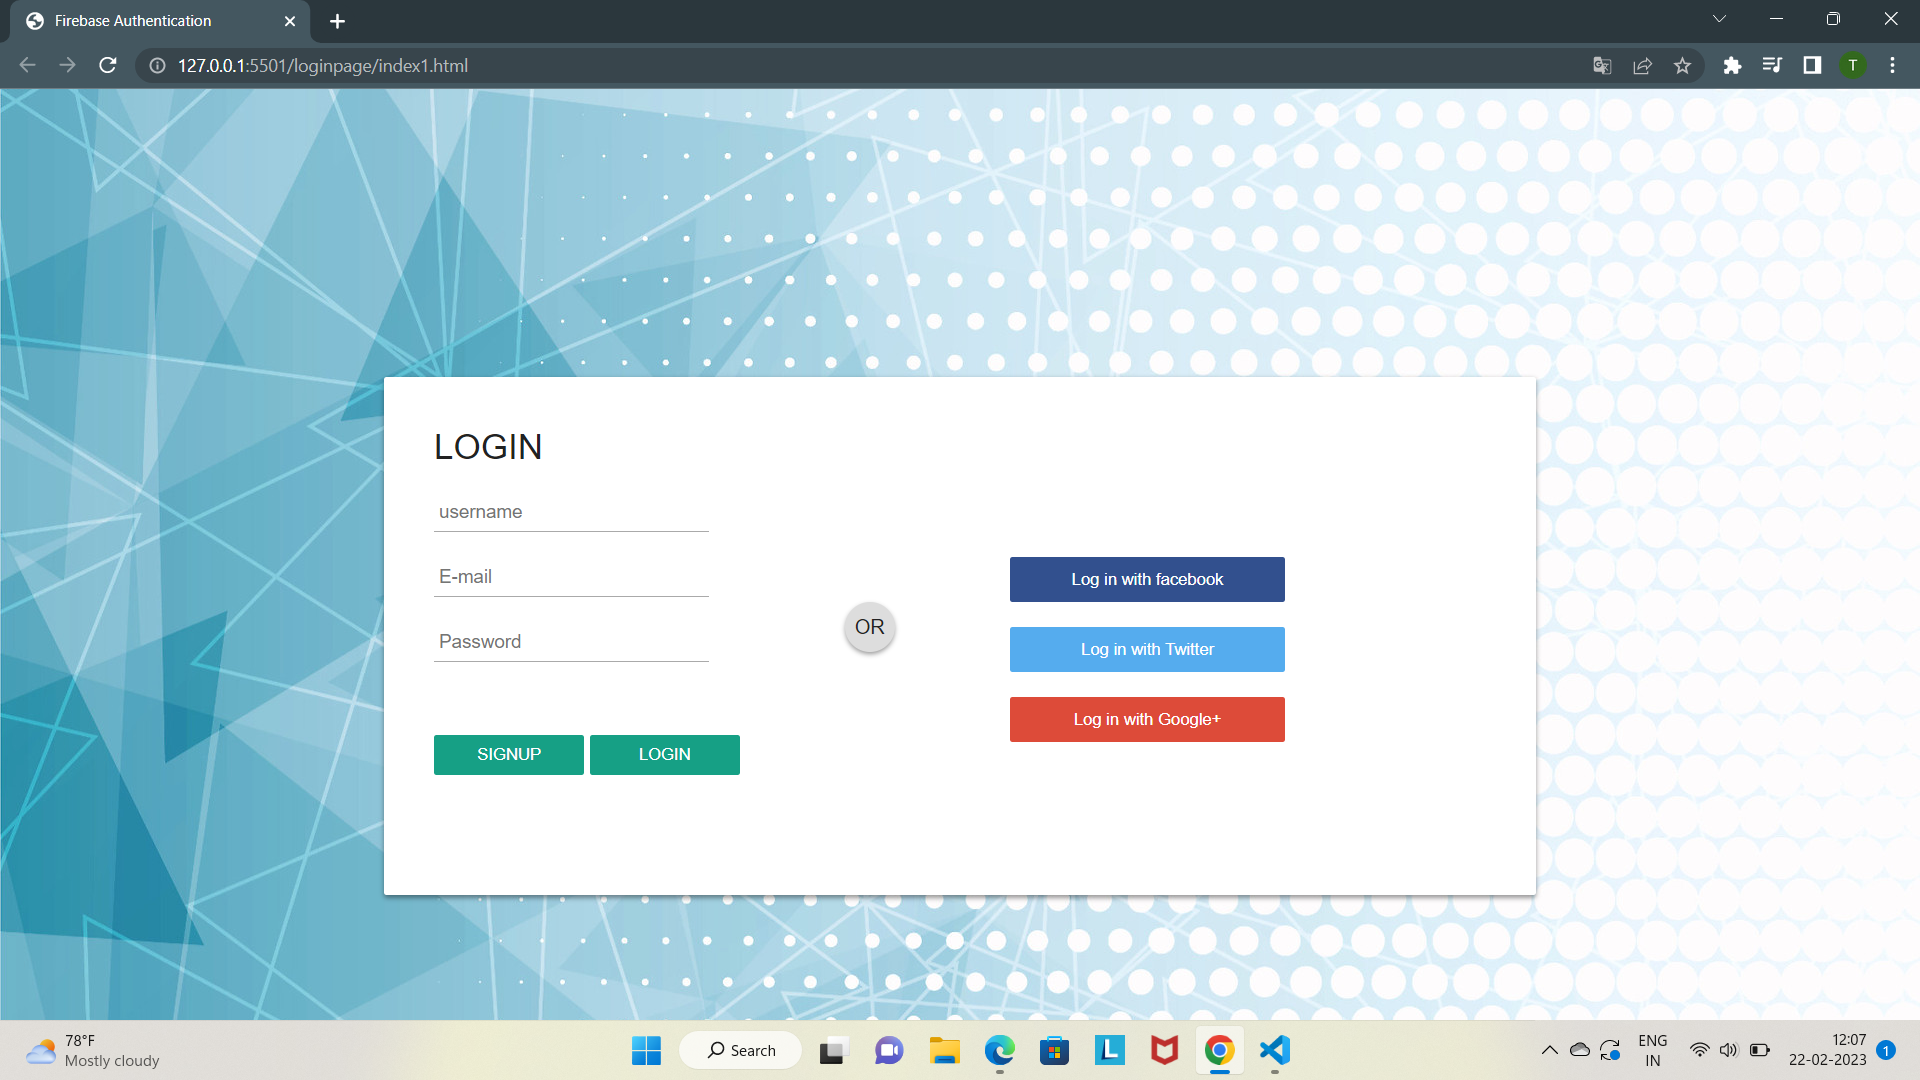 Firebase Authentication
127.0.0.1:5501/loginpage/index1.html
T
LOGIN
username
E-mail
Password
SIGNUP LOGIN
OR
Log in with facebook
Log in with Twitter
Log in with Google+
78°F
Mostly cloudy
Search
L
ENG
IN
12:07
22-02-2023
1